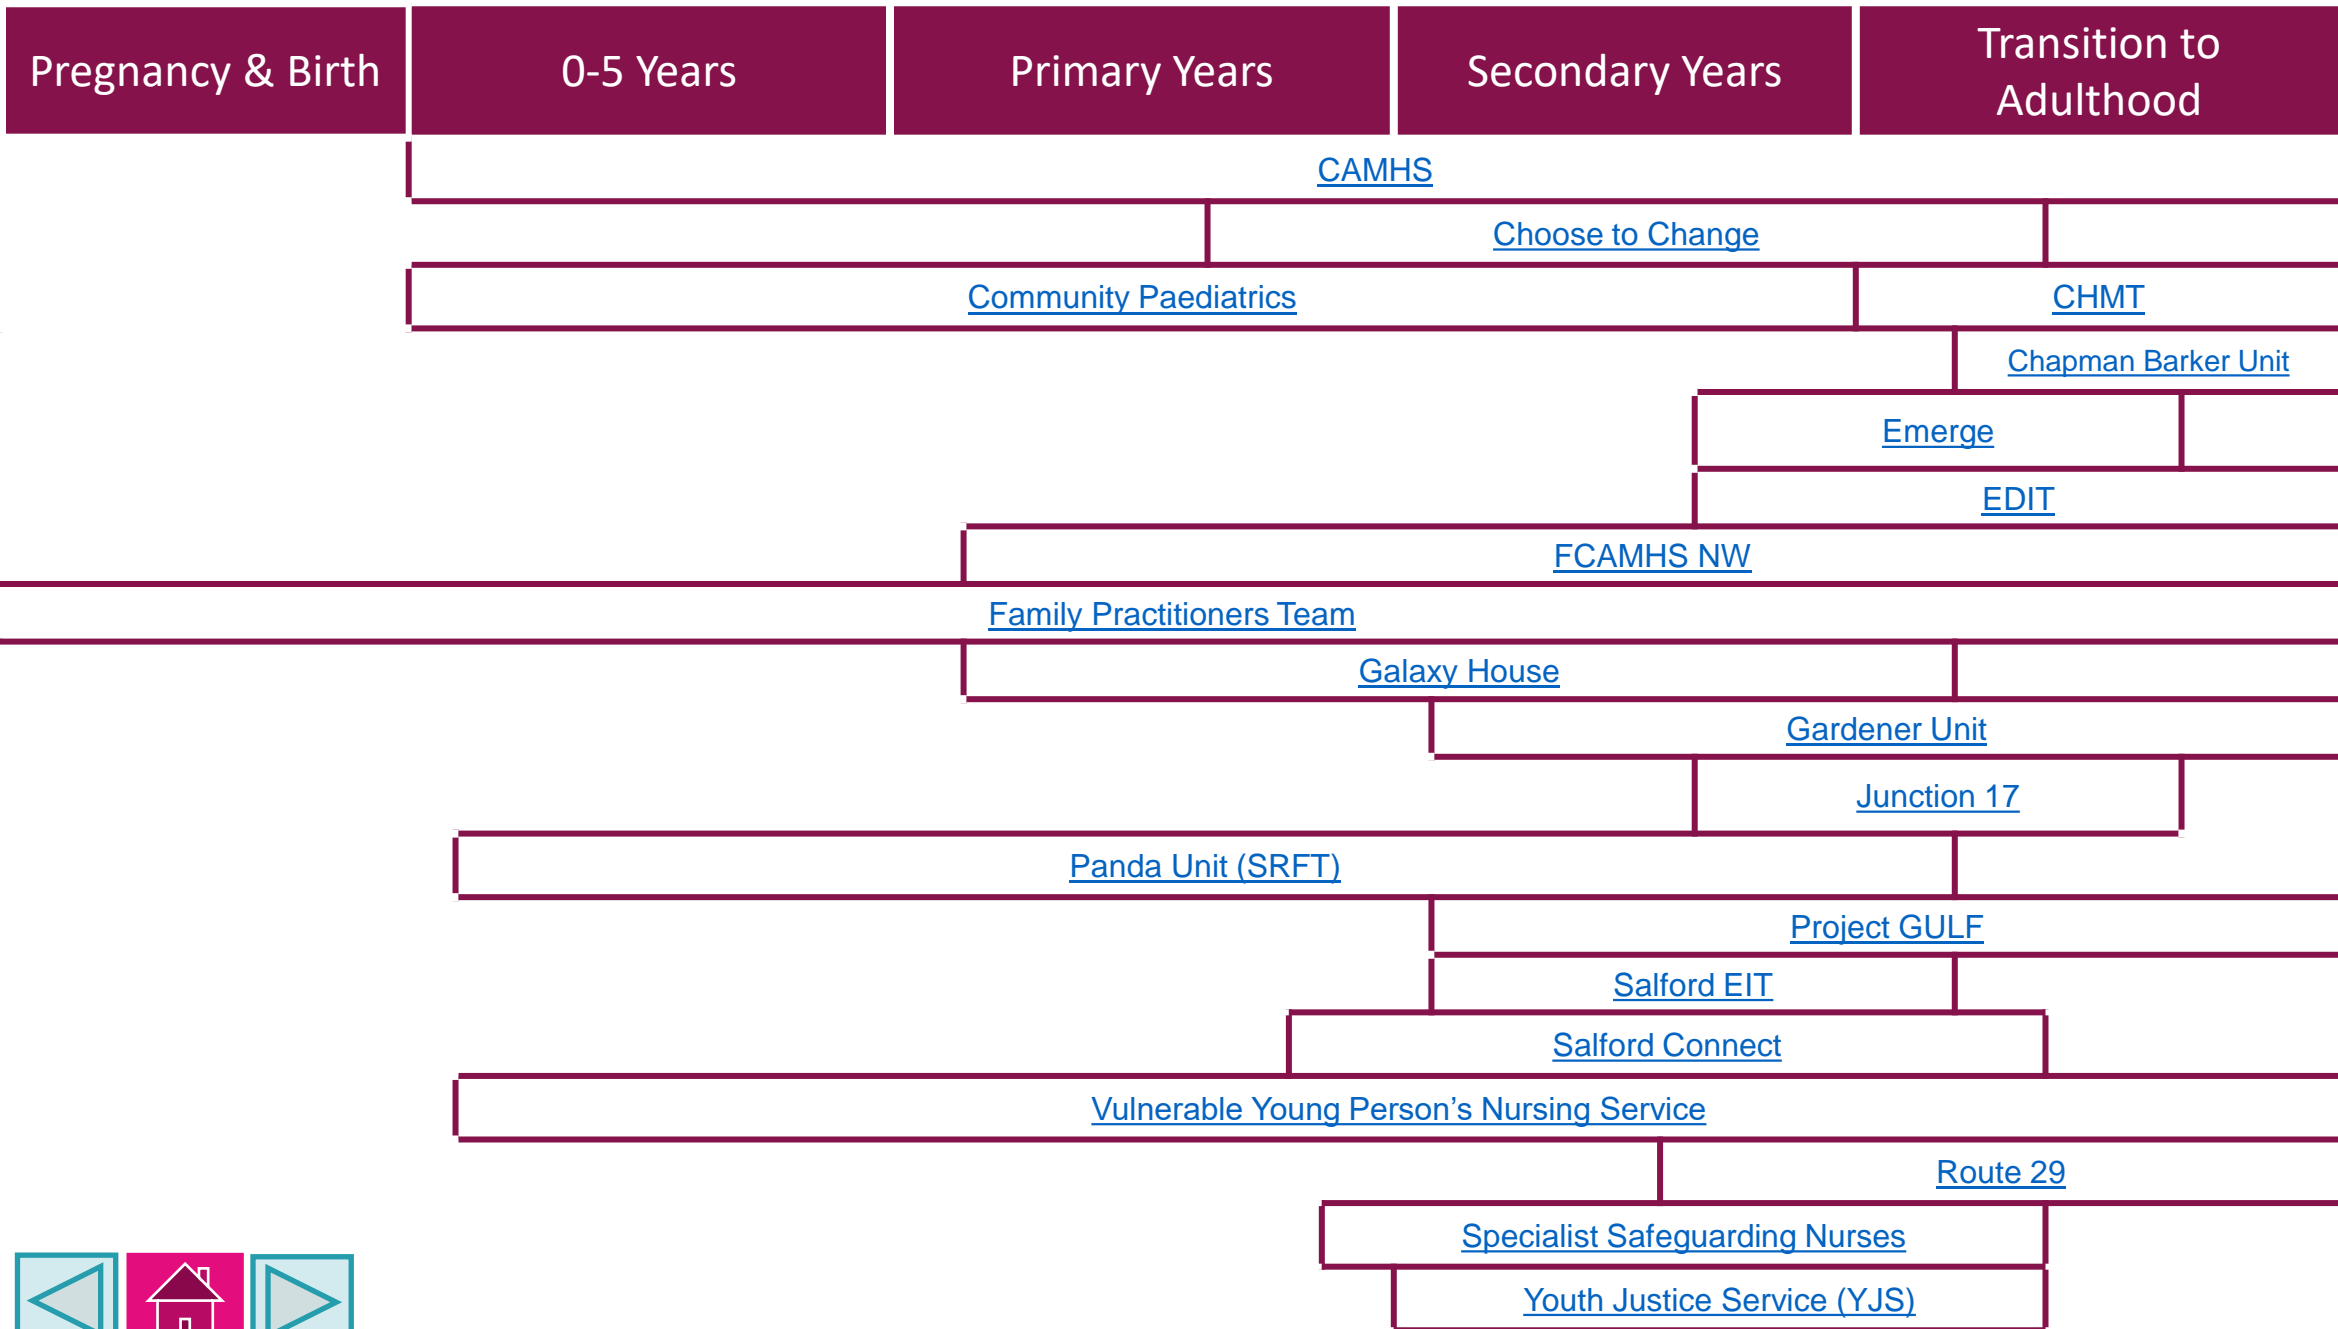 Pregnancy & Birth
0-5 Years
Primary Years
Secondary Years
Transition to
Adulthood
CAMHS
Choose to Change
Community Paediatrics
CHMT
Chapman Barker Unit
Emerge
EDIT
FCAMHS NW
Family Practitioners Team
Galaxy House
Gardener Unit
Junction 17
Panda Unit (SRFT)
Project GULF
Salford EIT
Salford Connect
Vulnerable Young Person’s Nursing Service
Route 29
Specialist Safeguarding Nurses
Youth Justice Service (YJS)